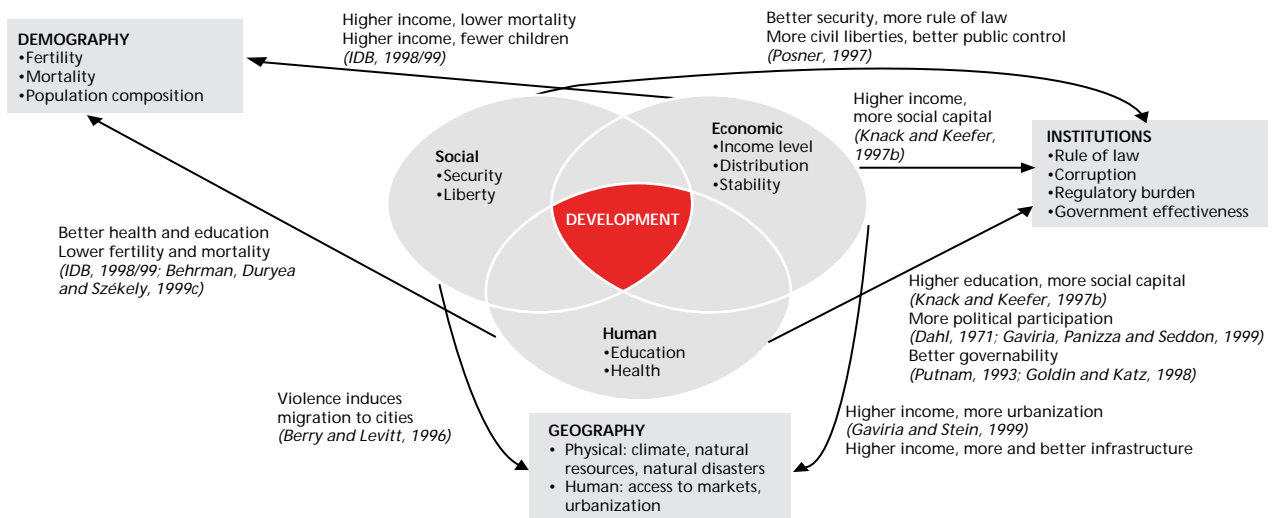 DEMOGRAPHY
•Fertility
•Mortality
•Population composition
Higher income, lower mortality
Higher income, fewer children
(IDB, 1998/99)
Better security, more rule of law
More civil liberties, better public control
(Posner, 1997)
Higher income,
more social capital
(Knack and Keefer,
1997b)
INSTITUTIONS
•Rule of law
•Corruption
•Regulatory burden
•Government effectiveness
Social
•Security
•Liberty
Economic
•Income level
•Distribution
•Stability
DEVELOPMENT
Better health and education
Lower fertility and mortality
(IDB, 1998/99; Behrman, Duryea
and Székely, 1999c)
Human
•Education
•Health
Higher education, more social capital
(Knack and Keefer, 1997b)
More political participation
(Dahl, 1971; Gaviria, Panizza and Seddon, 1999)
Better governability
(Putnam, 1993; Goldin and Katz, 1998)
Violence induces
migration to cities
(Berry and Levitt, 1996)
GEOGRAPHY
• Physical: climate, natural
resources, natural disasters
• Human: access to markets,
urbanization
Higher income, more urbanization
(Gaviria and Stein, 1999)
Higher income, more and better infrastructure